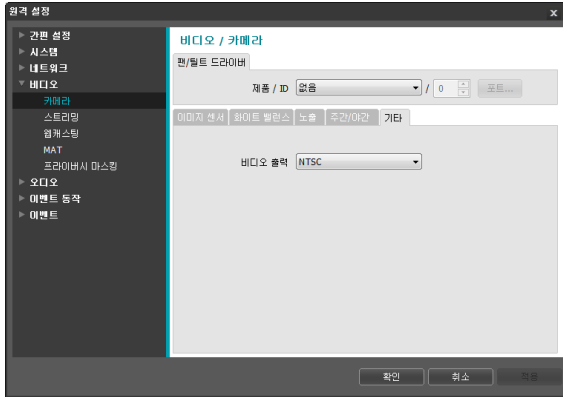 원격 설정 x
간편 설정
시스템
네트워크
비디오
카메라
스트리밍
웹캐스팅
MAT
프라이버시 마스킹
오디오
이벤트 동작
이벤트
비디오 / 카메라
팬/틸트 드라이버
제품 / ID 없음 / 0 포트...
이미지 센서 화이트 밸런스 노출 주간/야간 기타
비디오 출력 NTSC
확인 취소 적용